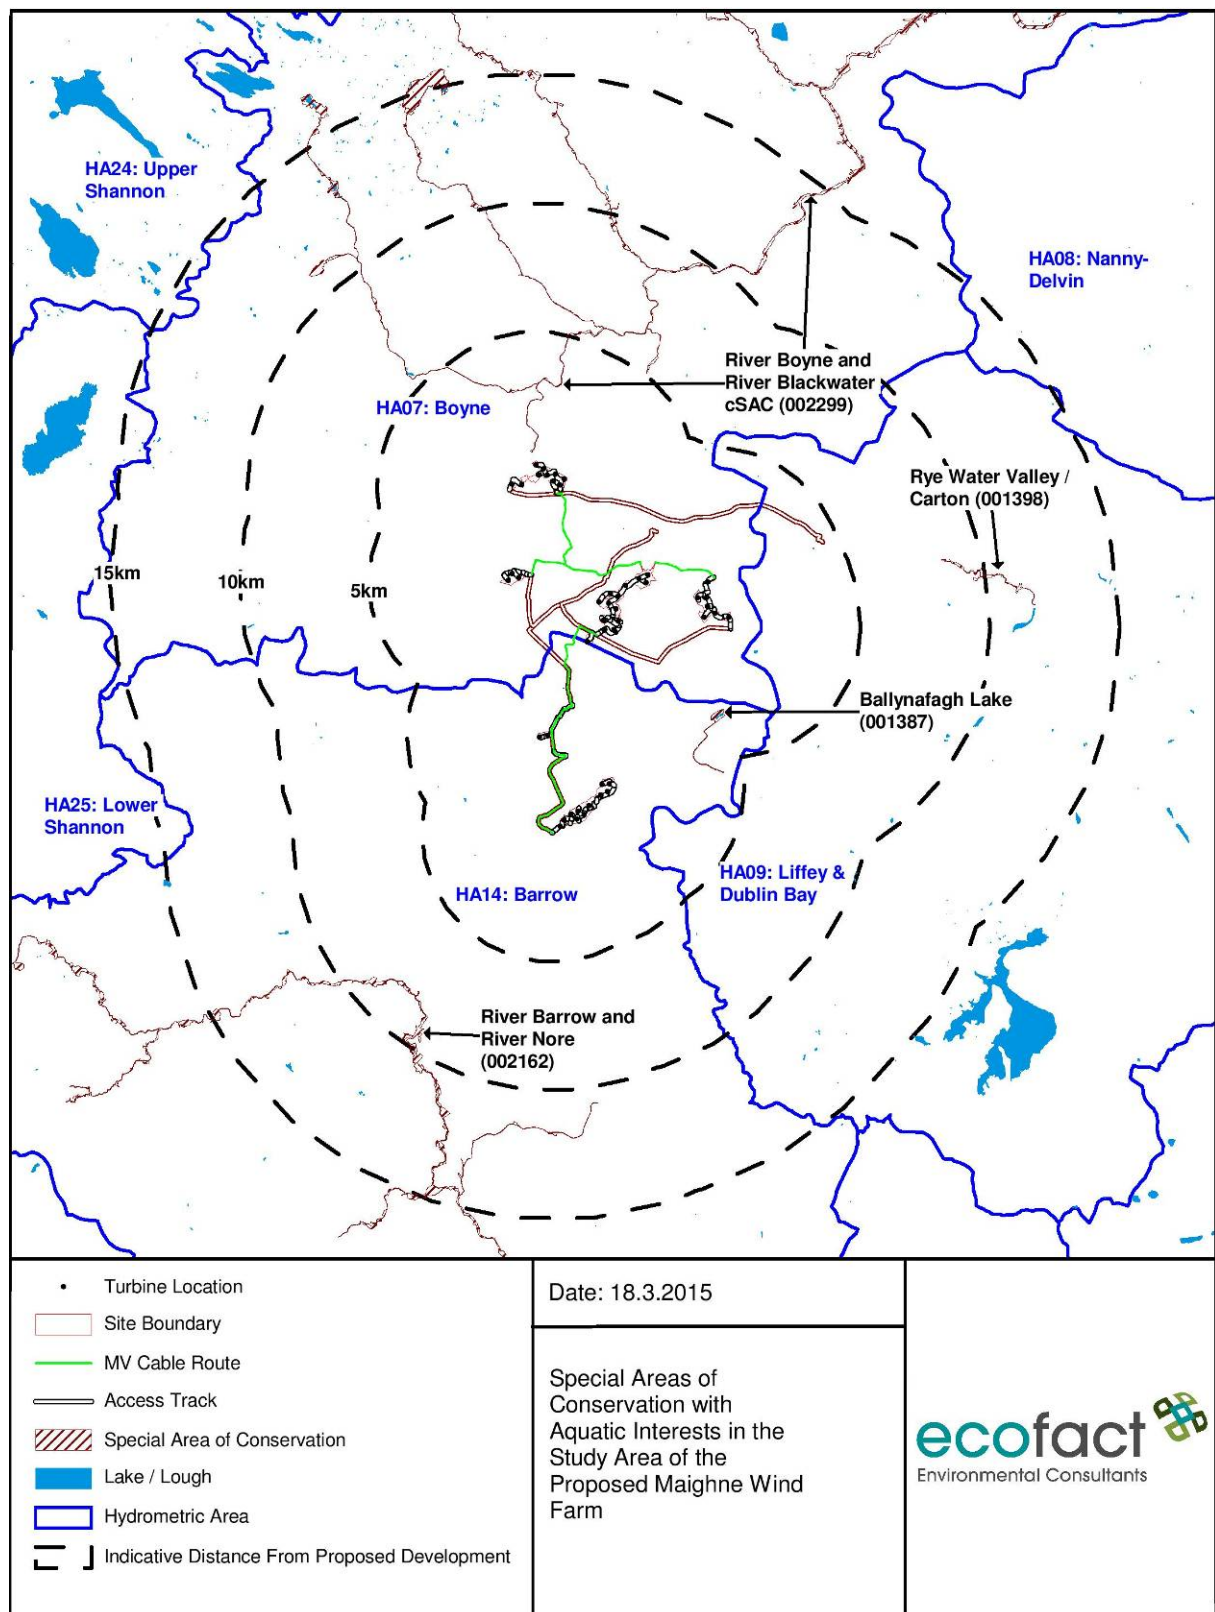 HA24: Upper
Shannon
HA08: Nanny-
Delvin
River Boyne and
River Blackwater
cSAC (002299)
HA07: Boyne
Rye Water Valley /
Carton (001398)
15km
10km
5km
Ballynafagh Lake
(001387)
HA25: Lower
Shannon
HA14: Barrow
HA09: Liffey &
Dublin Bay
River Barrow and
River Nore
(002162)
Turbine Location
Site Boundary
MV Cable Route
Access Track
Special Area of Conservation
Lake / Lough
Hydrometric Area
Indicative Distance From Proposed Development
Date: 18.3.2015
Special Areas of
Conservation with
Aquatic Interests in the
Study Area of the
Proposed Maighne Wind
Farm
ecofact
Environmental Consultants